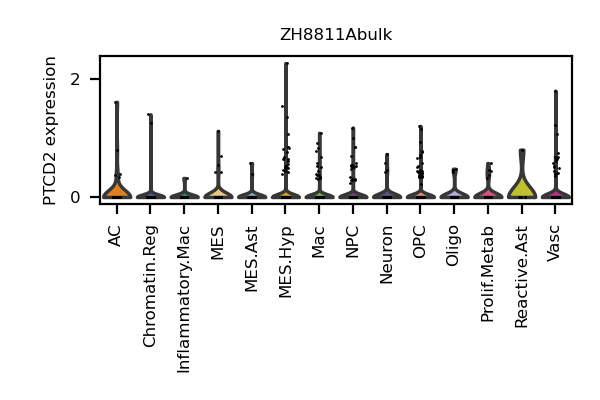 ZH8811Abulk
PTCD2 expression
2
0
AC
Chromatin.Reg
Inflammatory.Mac
MES
MES.Ast
MES.Hyp
Mac
NPC
Neuron
OPC
Oligo
Prolif.Metab
Reactive.Ast
Vasc